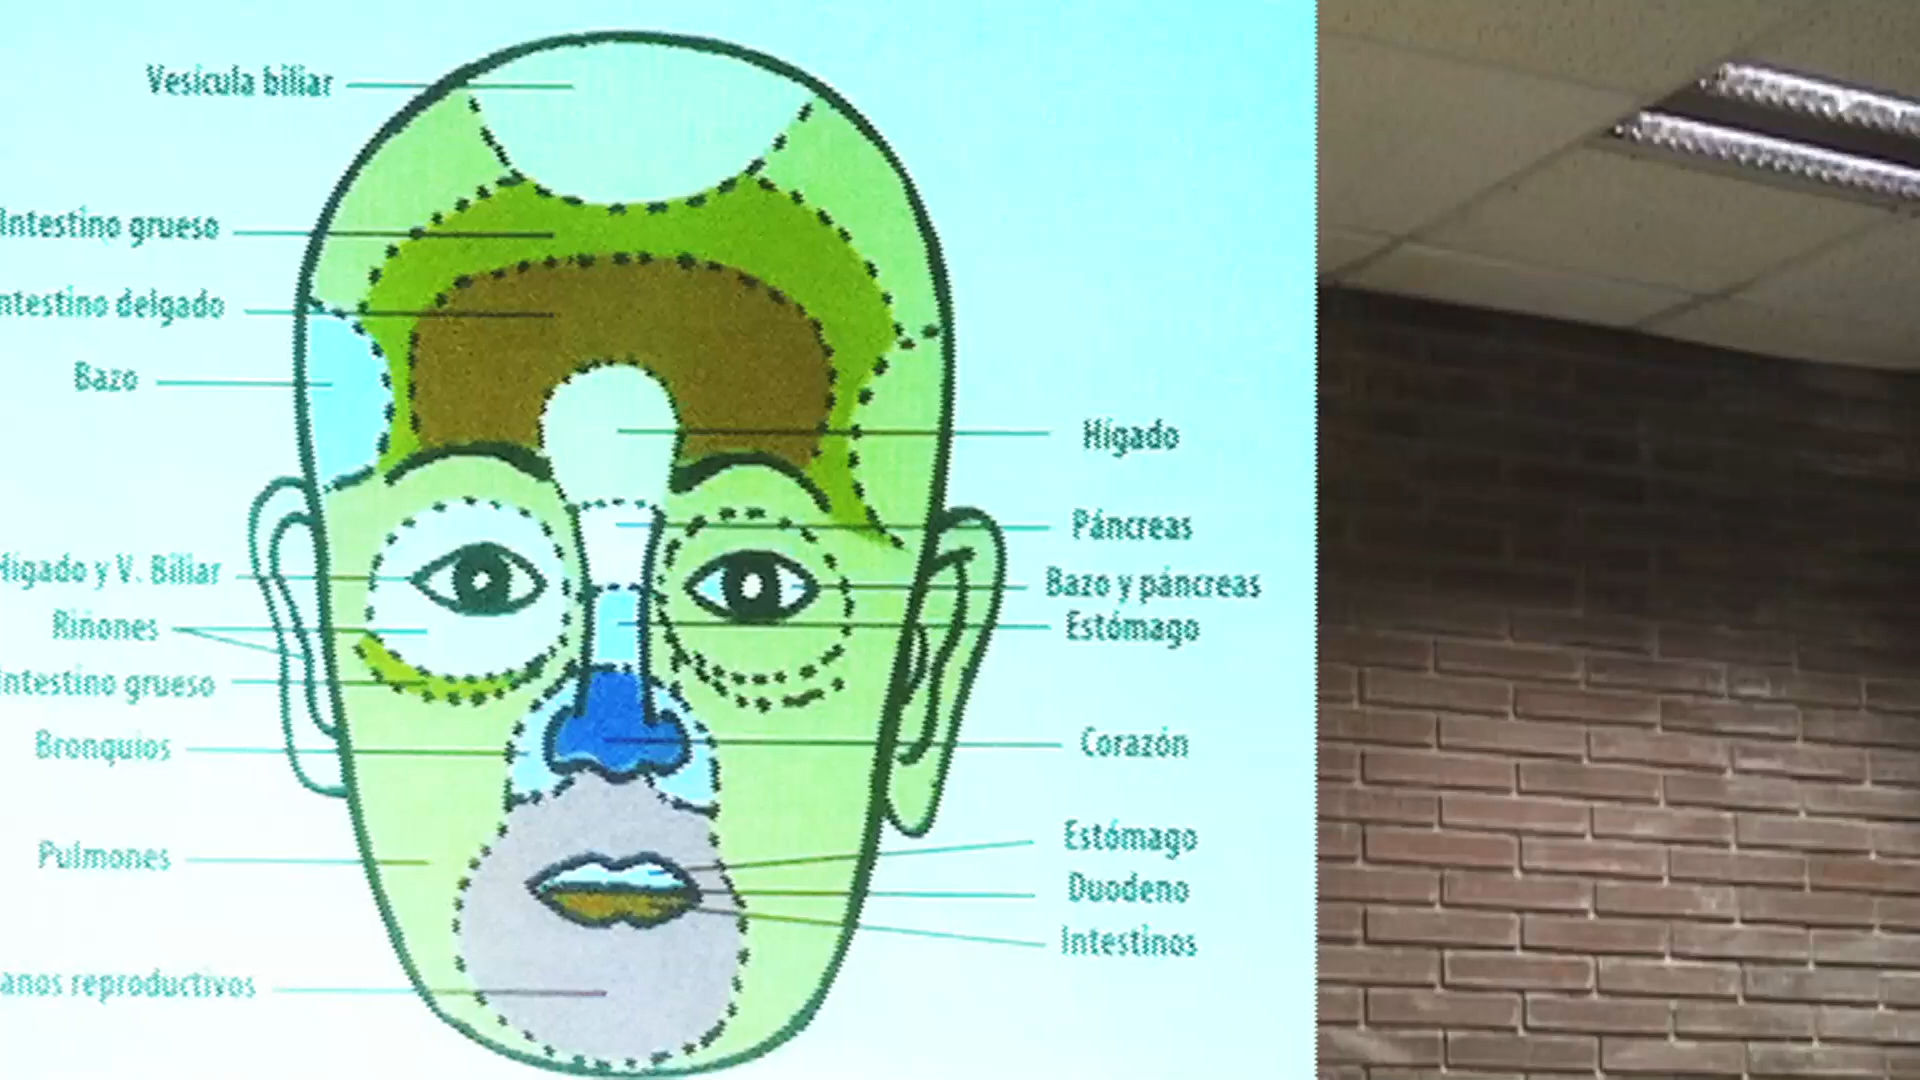 Vesícula biliar
Intestino grueso
ntestino delgado
Bazo
Hígado y V. Biliar
Riñones
Intestino grueso
Bronquios
Pulmones
anos reproductivos
Hígado
Páncreas
Bazo y páncreas
Estómago
Corazón
Estómago
Duodeno
Intestinos